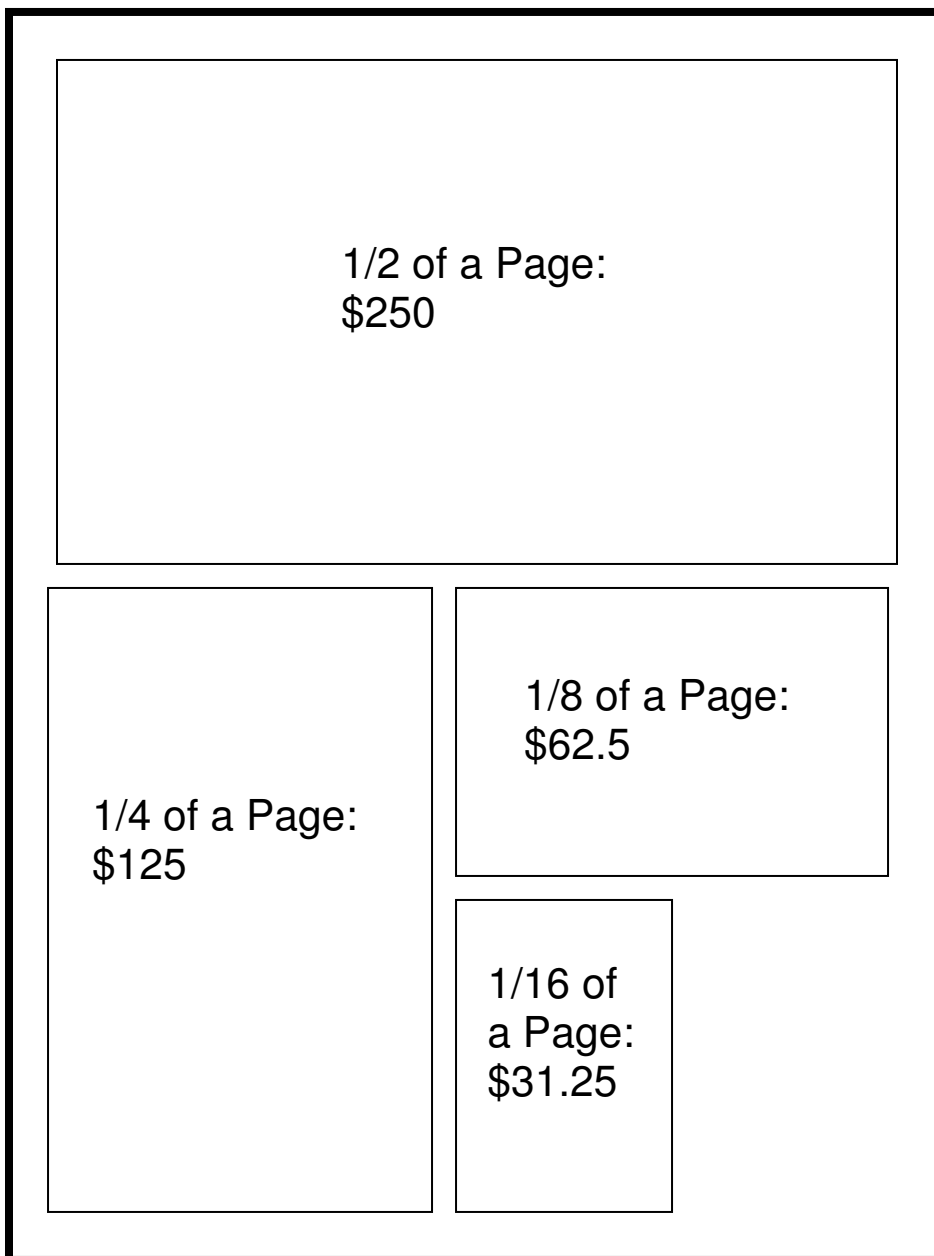 1/2 of a Page:
$250
1/8 of a Page:
$62.5
1/4 of a Page:
$125
1/16 of
a Page:
$31.25